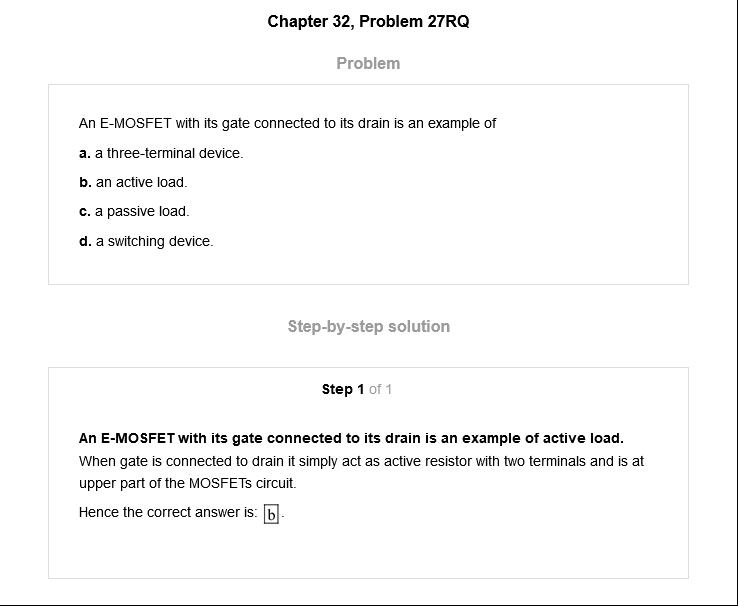 Chapter 32, Problem 27RQ
Problem
An E-MOSFET with its gate connected to its drain is an example of
a. a three-terminal device.
b. an active load.
c. a passive load.
d. a switching device.
Step-by-step solution
Step 1 of 1
An E-MOSFET with its gate connected to its drain is an example of active load.
When gate is connected to drain it simply act as active resistor with two terminals and is at
upper part of the MOSFETs circuit.
Hence the correct answer is: b.